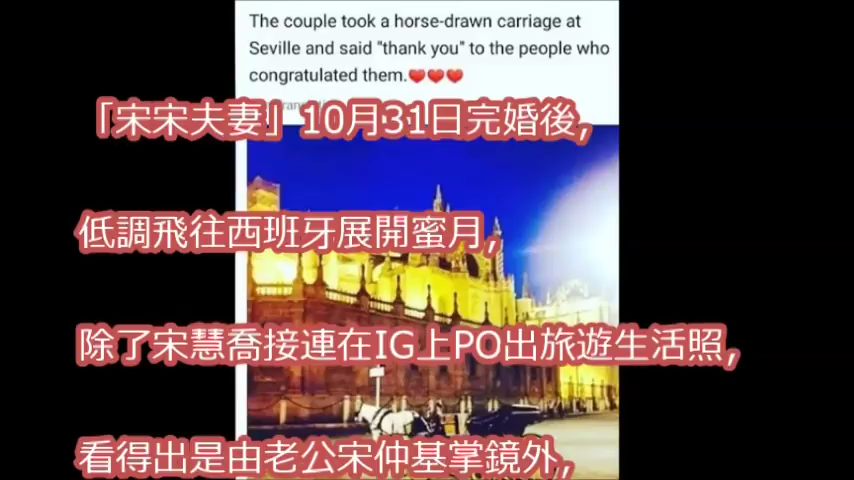 The couple took a horse-drawn carriage at
Seville and said "thank you" to the people who
congratulated them.❤️❤️❤️
「宋宋夫妻」10月31日完婚後,
低調飛往西班牙展開蜜月,
除了宋慧喬接連在IG上PO出旅遊生活照,
看得出是由老公宋仲基掌鏡外,